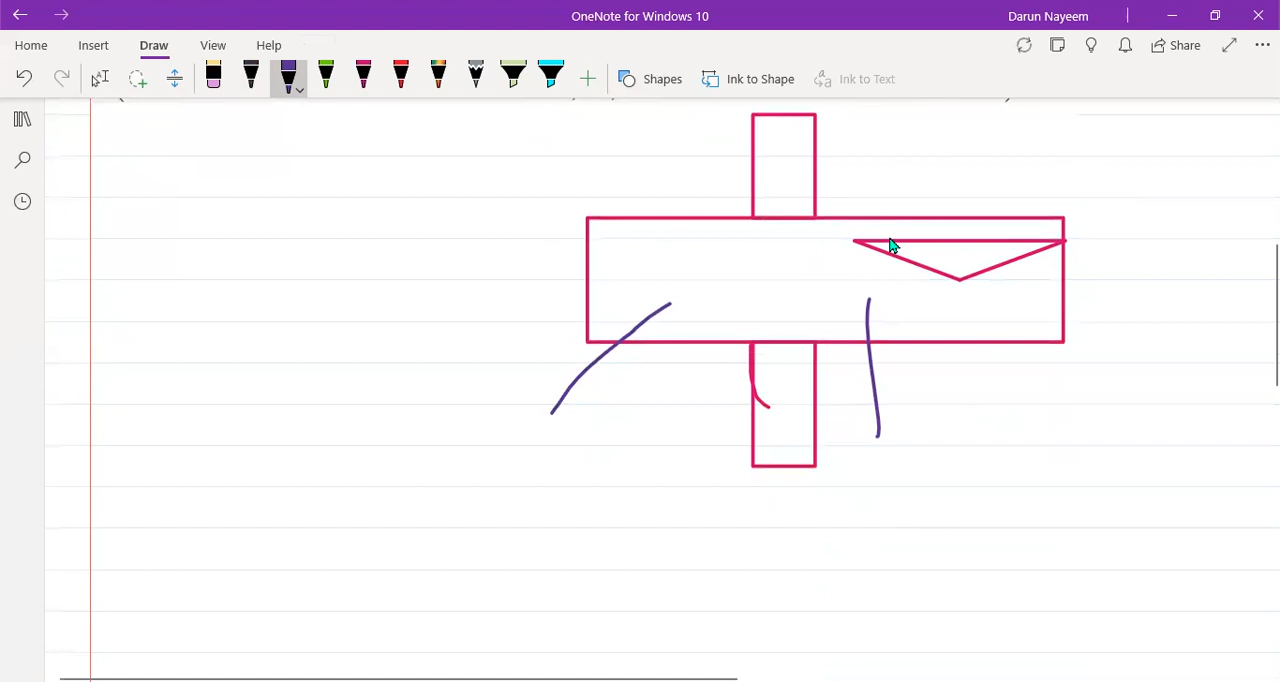 OneNote for Windows 10
Darun Nayeem
Home
Insert
Draw
View
Help
Share
Shapes
Ink to Shape
Ink to Text